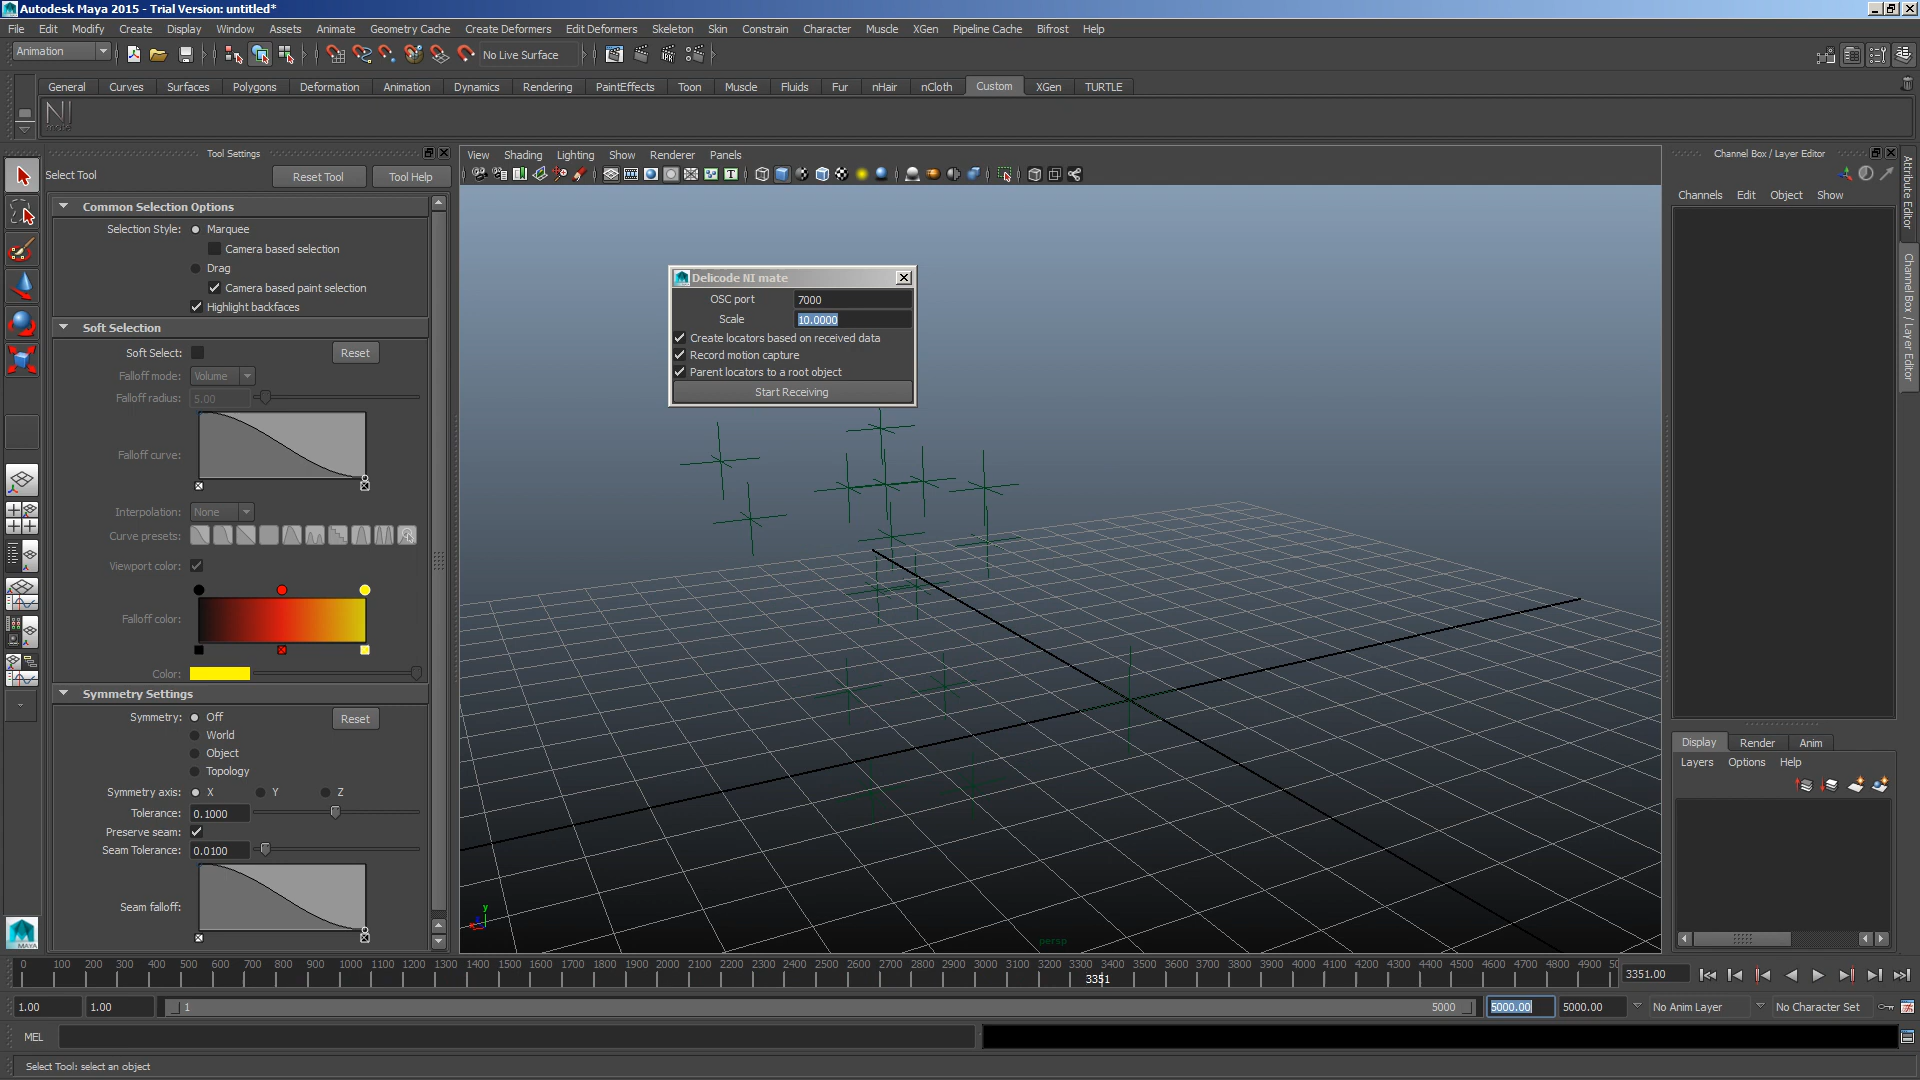 Autodesk Maya 2015 - Trial Version: untitled*
File Edit Modify Create Display Window Assets Animate Geometry Cache Create Deformers Edit Deformers Skeleton Skin Constrain Character Muscle XGen Pipeline Cache Bifrost Help
Animation No Live Surface
General Curves Surfaces Polygons Deformation Animation Dynamics Rendering PaintEffects Toon Muscle Fluids Fur nHair nCloth Custom XGen TURTLE
NI
mate
Tool Settings
Select Tool Reset Tool Tool Help
Common Selection Options
Selection Style: Marquee
Camera based selection
Drag
Camera based paint selection
Highlight backfaces
Soft Selection
Soft Select: Reset
Falloff mode: Volume
Falloff radius: 5.00
Falloff curve:
Interpolation: None
Curve presets:
Viewport color:
Falloff color:
Color:
Symmetry Settings
Symmetry: Off Reset
World
Object
Topology
Symmetry axis: X Y Z
Tolerance: 0.1000
Preserve seam:
Seam Tolerance: 0.0100
Seam falloff:
MAYA
View Shading Lighting Show Renderer Panels
Delicode NI mate
OSC port 7000
Scale 10.0000
Create locators based on received data
Record motion capture
Parent locators to a root object
Start Receiving
y
persp
Channel Box / Layer Editor
Channels Edit Object Show
Attribute Editor
Channel Box / Layer Editor
Display Render Anim
Layers Options Help
0 100 200 300 400 500 600 700 800 900 1000 1100 1200 1300 1400 1500 1600 1700 1800 1900 2000 2100 2200 2300 2400 2500 2600 2700 2800 2900 3000 3100 3200 3300 3400 3500 3600 3700 3800 3900 4000 4100 4200 4300 4400 4500 4600 4700 4800 4900 50
3351
3351.00
1.00 1.00 1 5000 5000.00 5000.00 No Anim Layer No Character Set
MEL
Select Tool: select an object